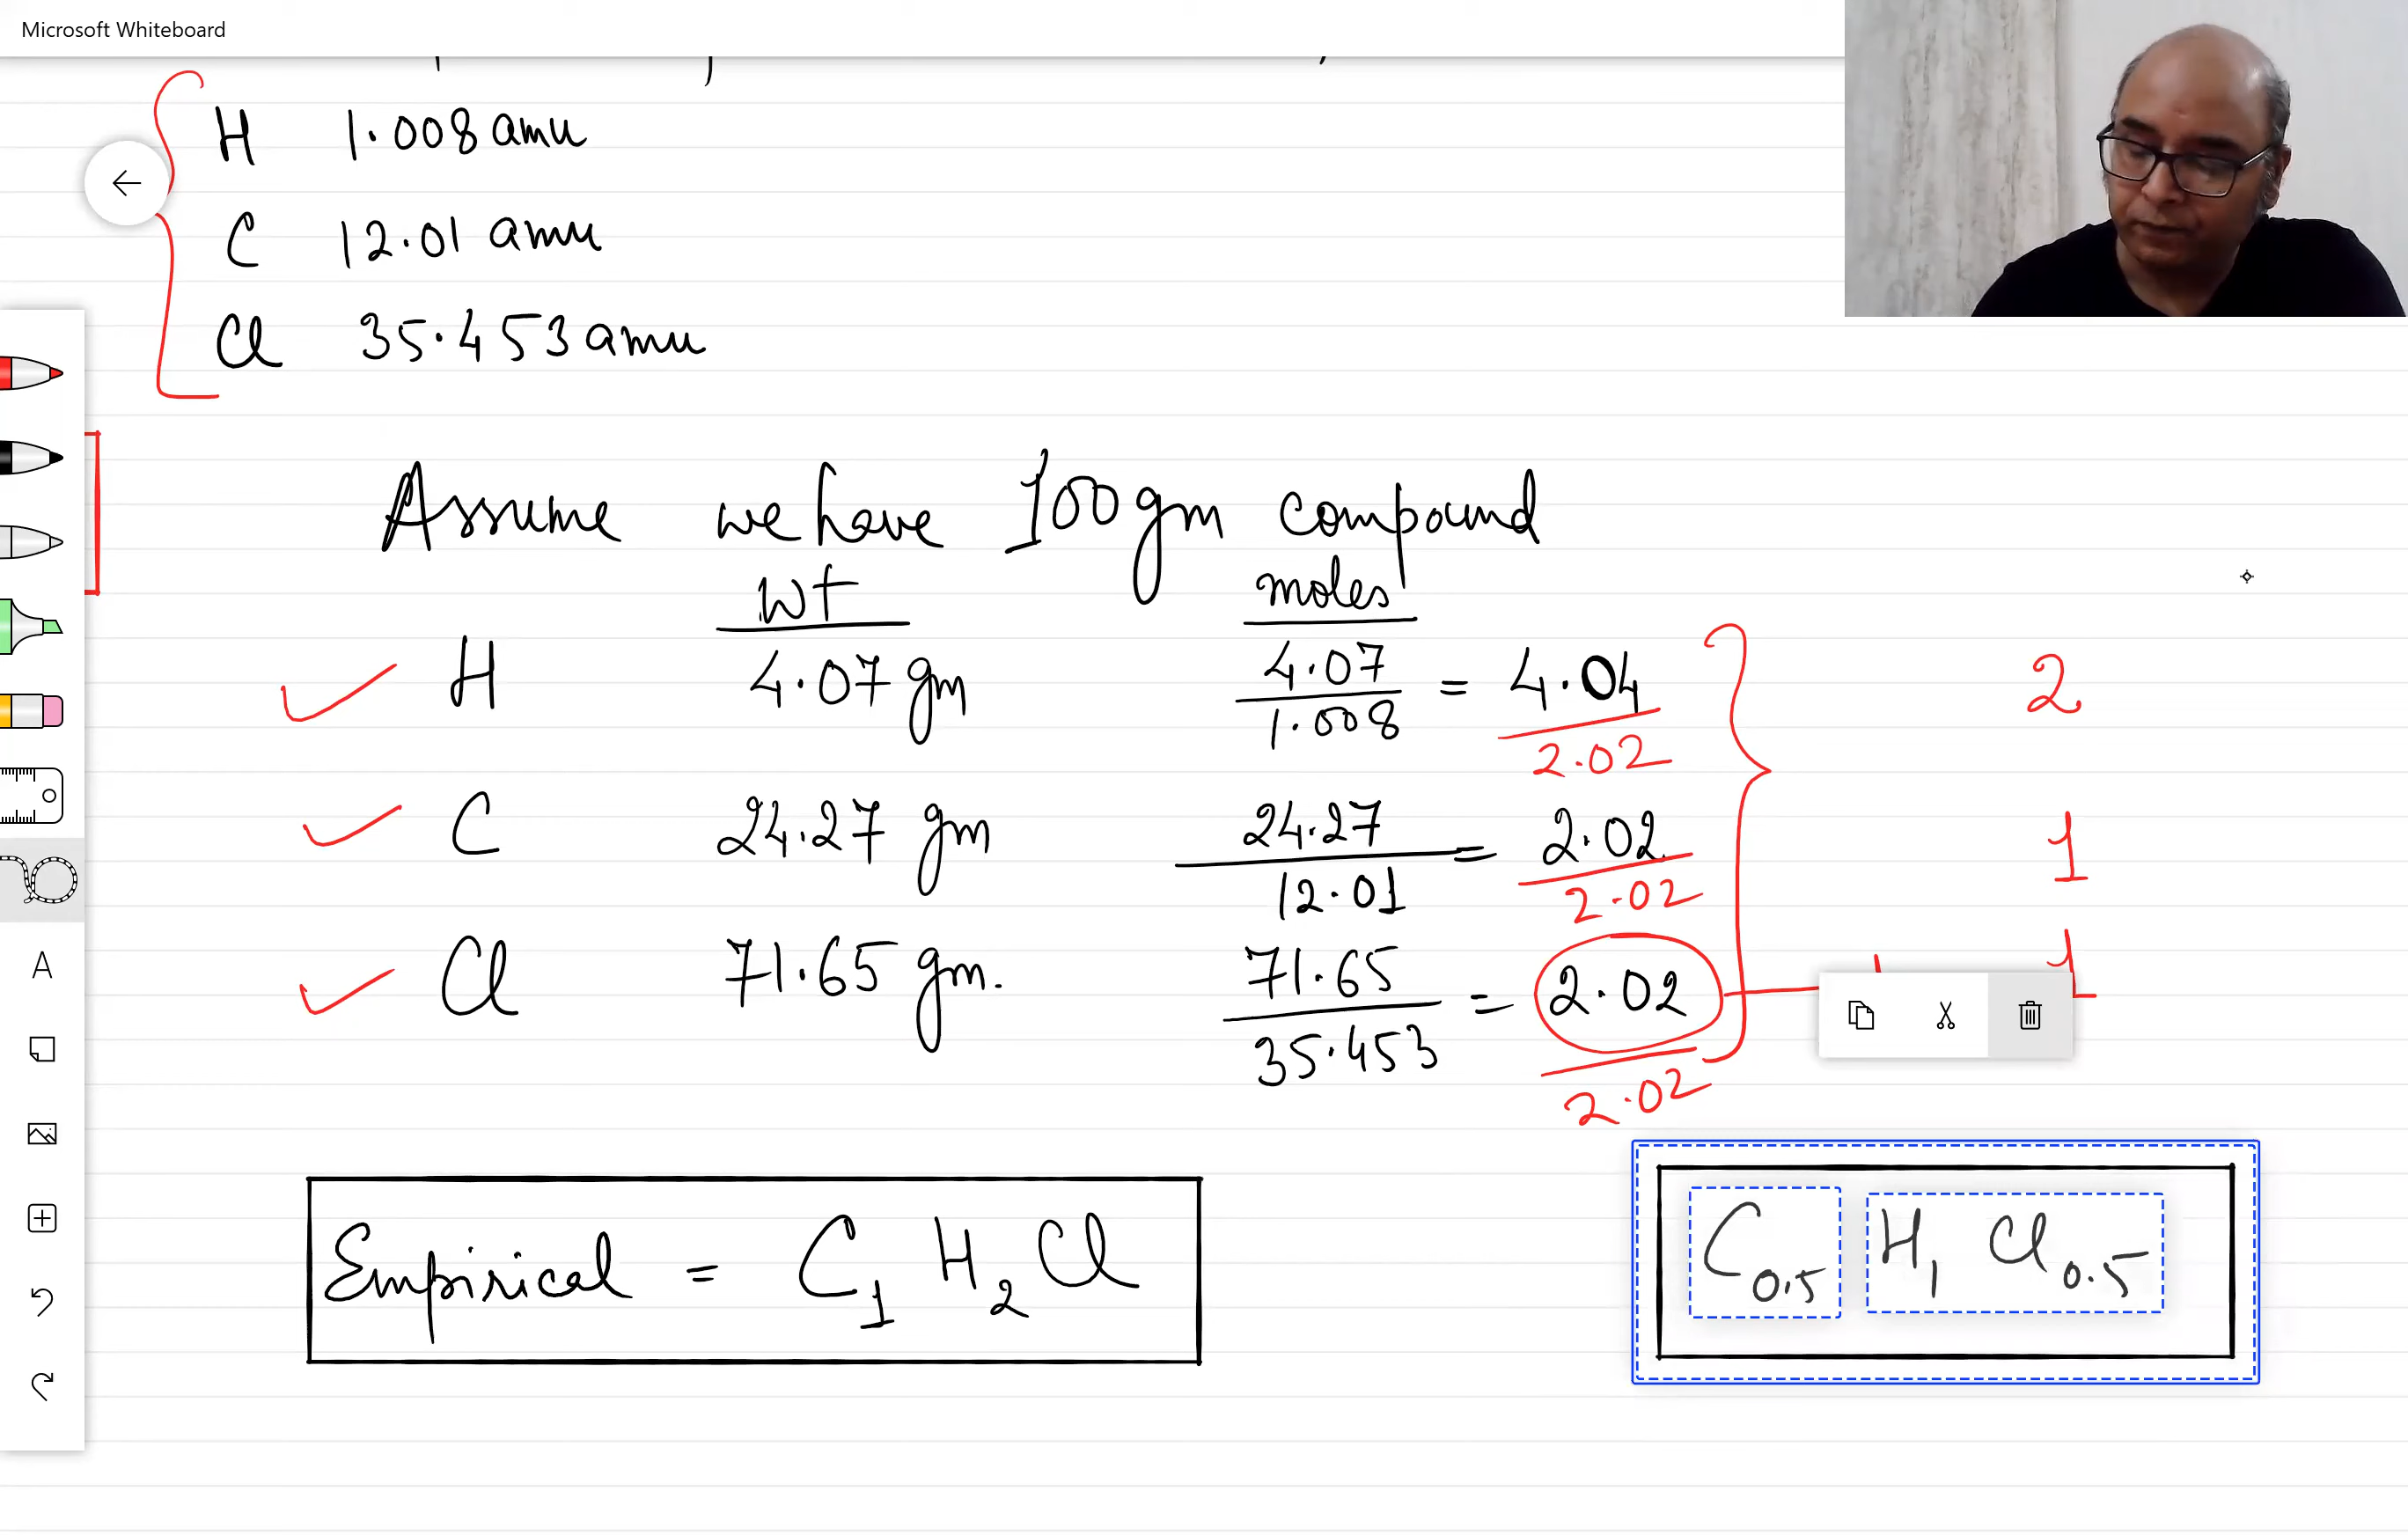 Microsoft Whiteboard
H 1.008 amu
C 12.01 amu
Cl 35.453 amu
Assume we have 100 gm compound
Wt moles
H 4.07 gm 4.07/1.008 = 4.04/2.02 2
C 24.27 gm 24.27/12.01 = 2.02/2.02 1
Cl 71.65 gm. 71.65/35.453 = 2.02/2.02 1
A
Empirical = C₁ H₂ Cl
C₀.₅ H₁ Cl₀.₅